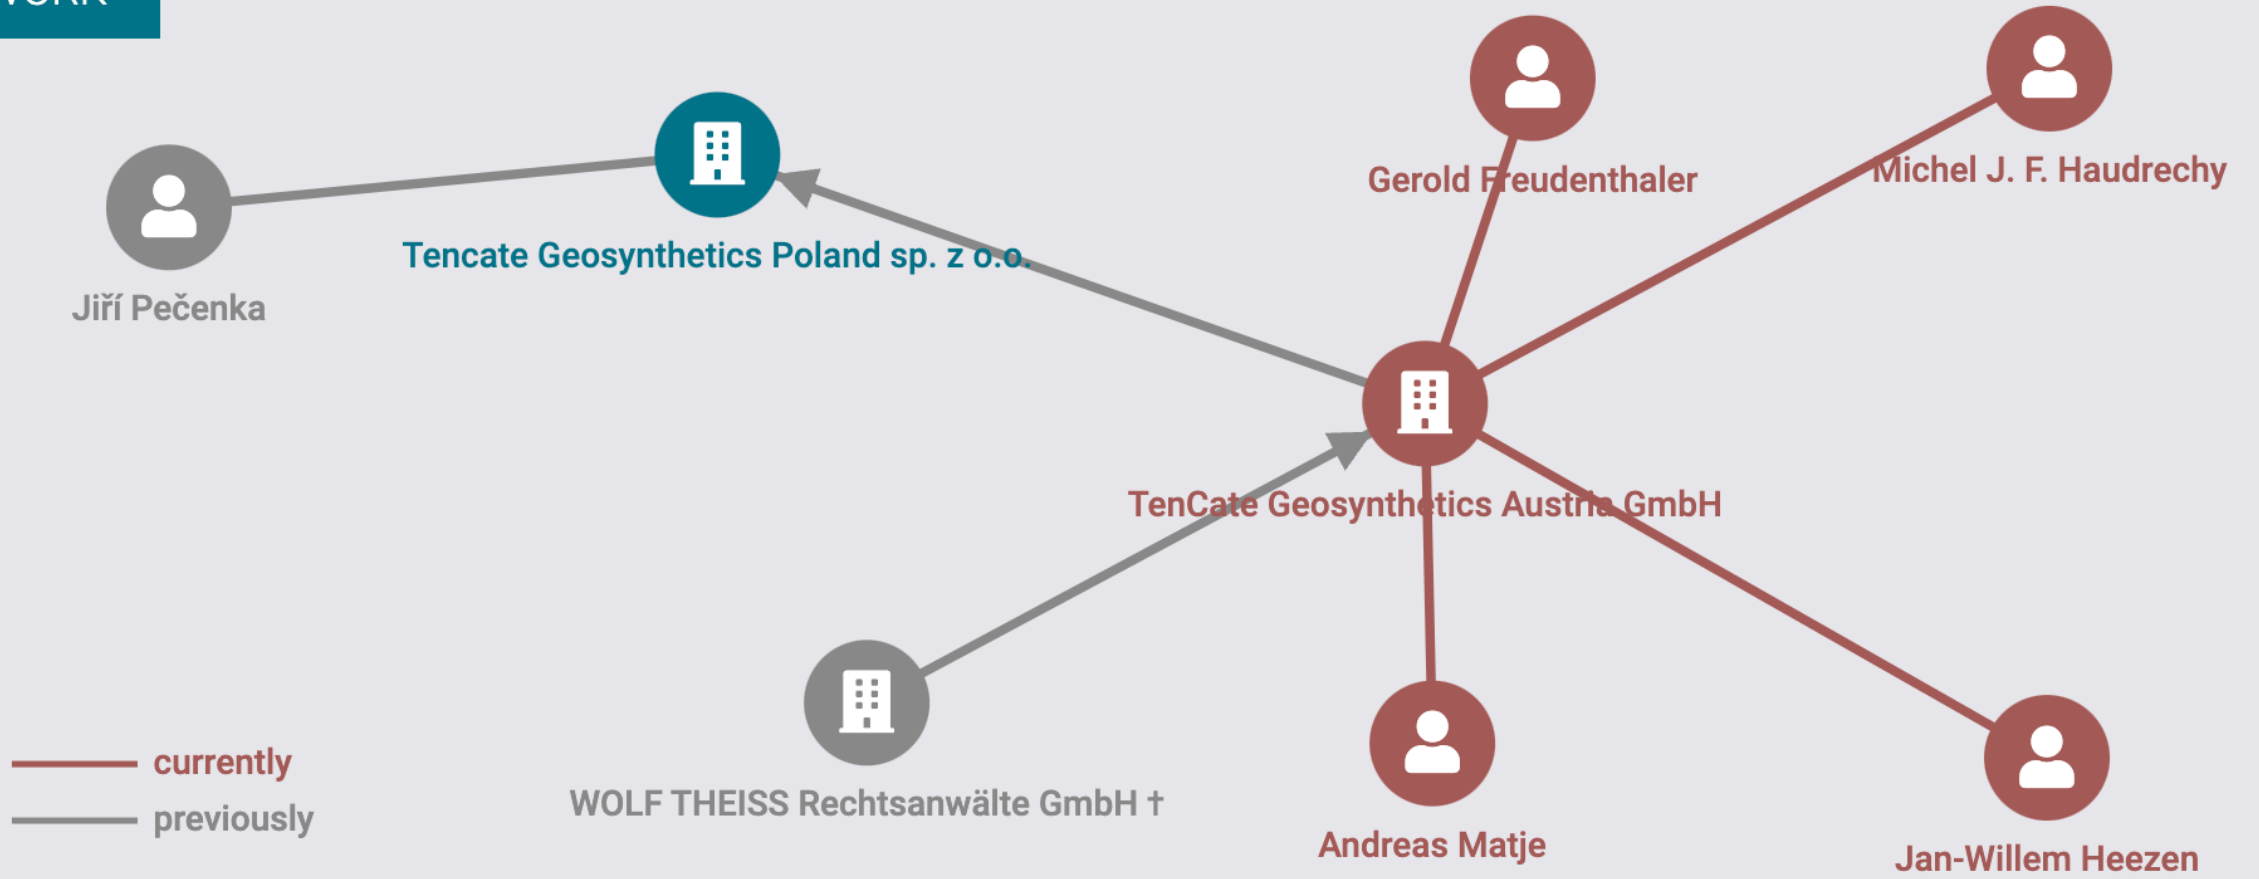 Gerold Freudenthaler
Michel J. F. Haudrechy
Tencate Geosynthetics Poland sp. z o.o.
Jiří Pečenka
TenCate Geosynthetics Austria GmbH
currently
previously
WOLF THEISS Rechtsanwälte GmbH †
Andreas Matje
Jan-Willem Heezen